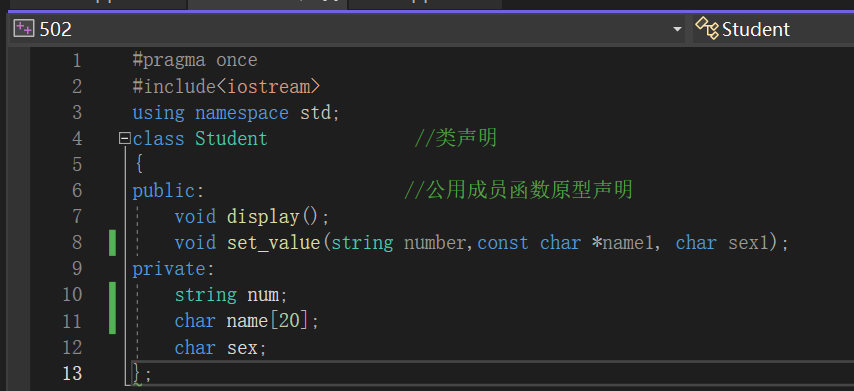 502 Student
1 #pragma once
2 #include<iostream>
3 using namespace std;
4 class Student //类声明
5 {
6 public: //公用成员函数原型声明
7 void display();
8 void set_value(string number,const char *name1, char sex1);
9 private:
10 string num;
11 char name[20];
12 char sex;
13 };